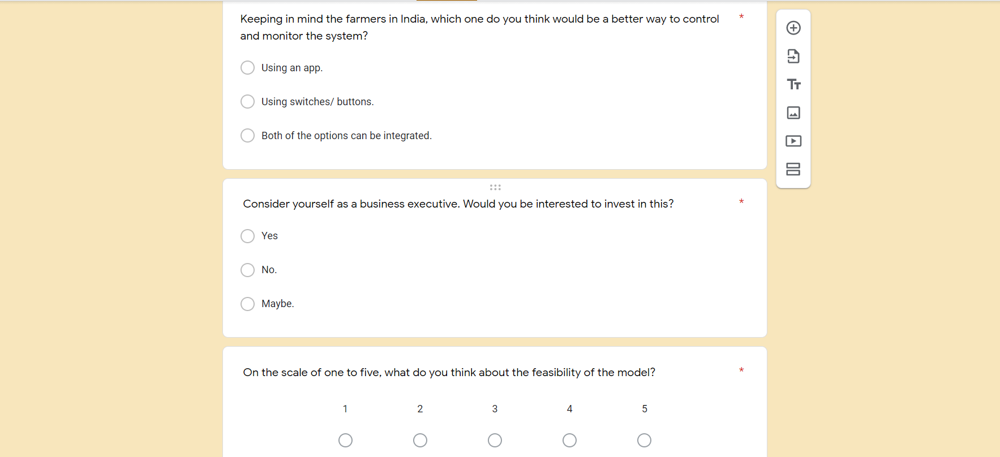 Keeping in mind the farmers in India, which one do you think would be a better way to control *
and monitor the system?
Using an app.
Using switches/ buttons.
Both of the options can be integrated.
Consider yourself as a business executive. Would you be interested to invest in this? *
Yes
No.
Maybe.
On the scale of one to five, what do you think about the feasibility of the model? *
1 2 3 4 5